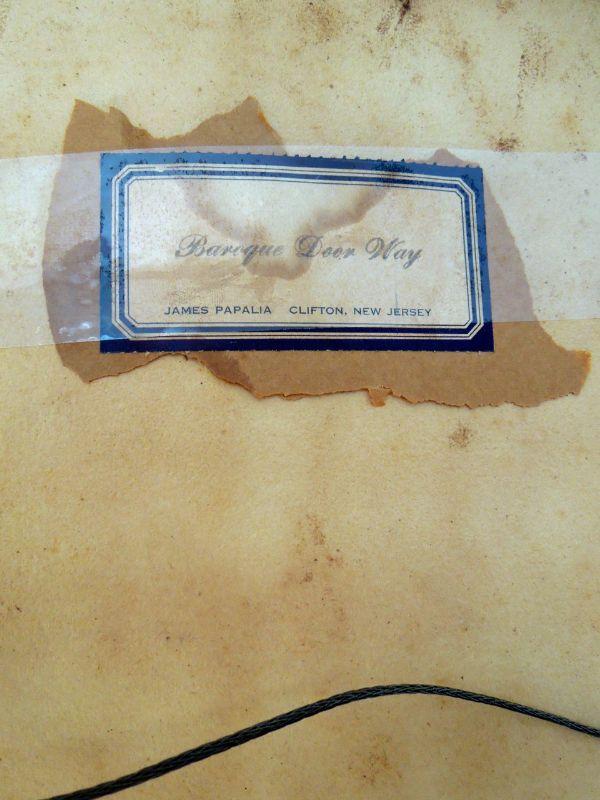 Baroque Door Way
JAMES PAPALIA CLIFTON, NEW JERSEY